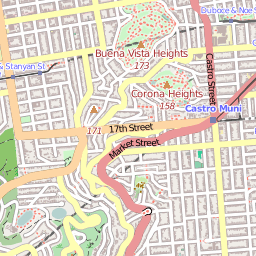 Duboce & Noe S
Buena Vista Heights
173
& Stanyan St.
Castro Street
Corona Heights
158
Castro Muni
171
17th Street
Market Street